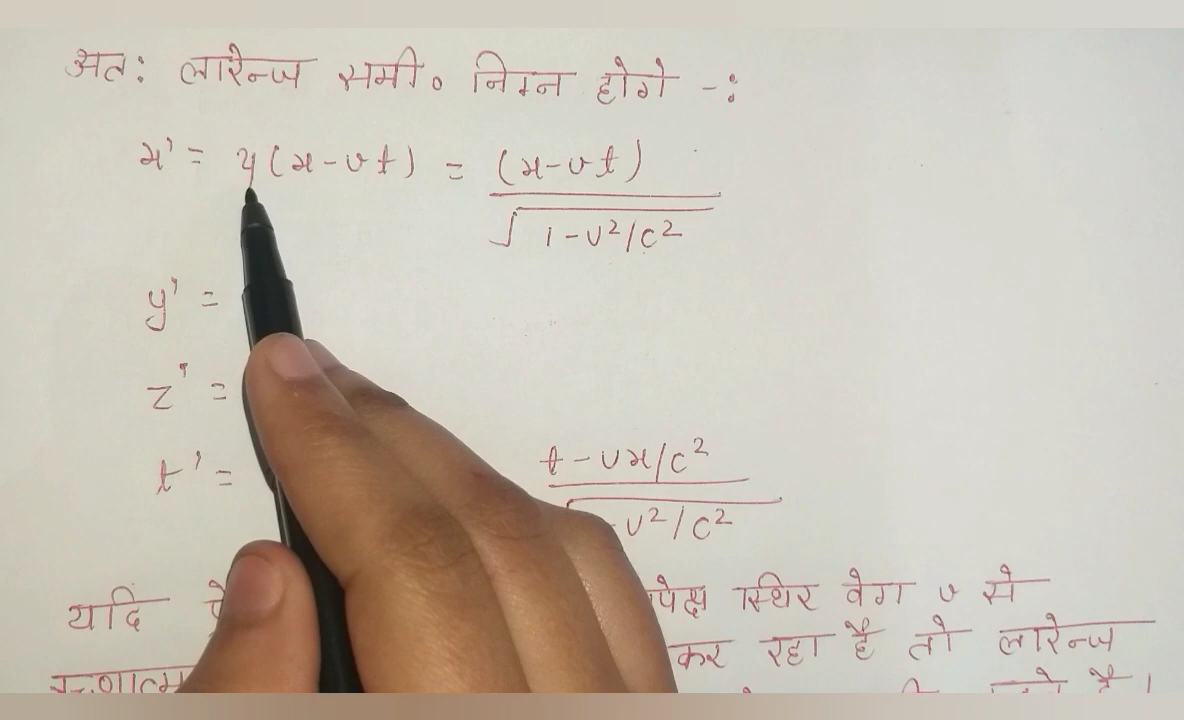 अतः लारेन्ज समी० निम्न होगे -:
x' = γ(x-vt) = (x-vt)
√1-v²/c²
y' =
z' =
t' = t-vx/c²
-v²/c²
यदि स्थिर वेग v से
कर रहा है तो लारेन्ज